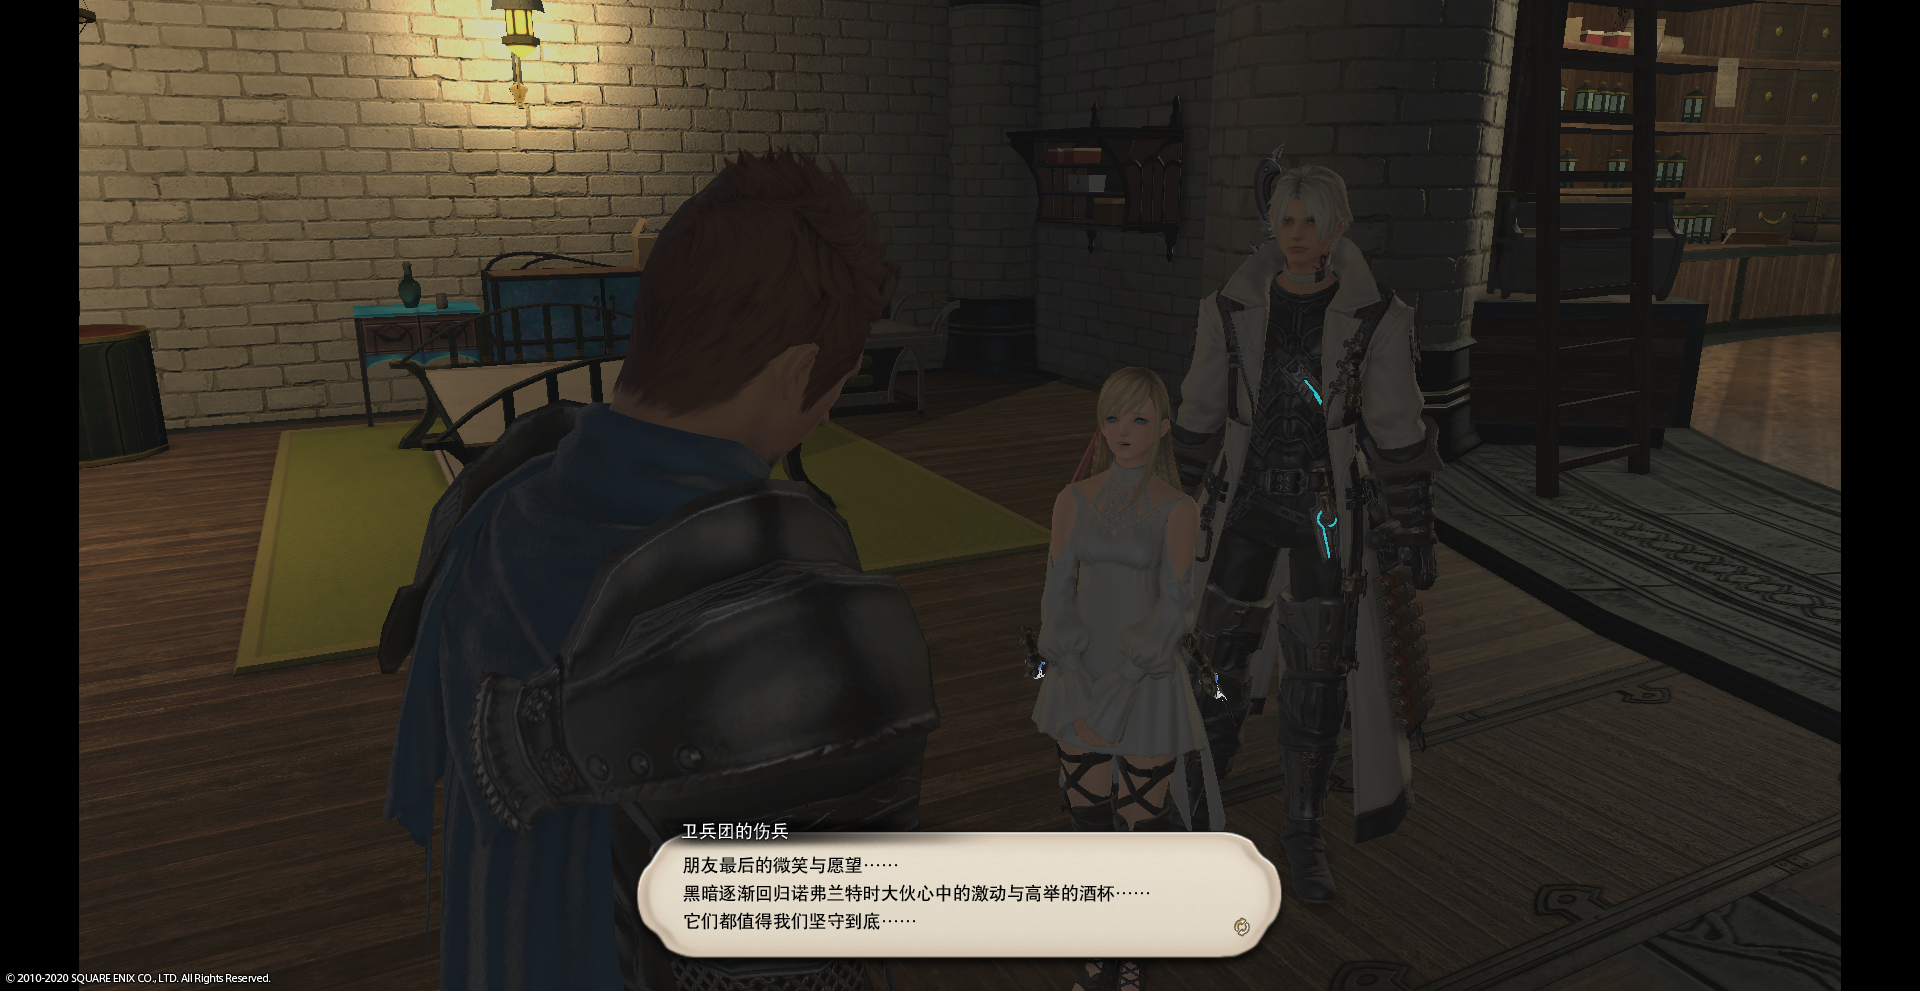 卫兵团的伤兵
朋友最后的微笑与愿望……
黑暗逐渐回归诺弗兰特时大伙心中的激动与高举的酒杯……
它们都值得我们坚守到底……
© 2010-2020 SQUARE ENIX CO., LTD. All Rights Reserved.